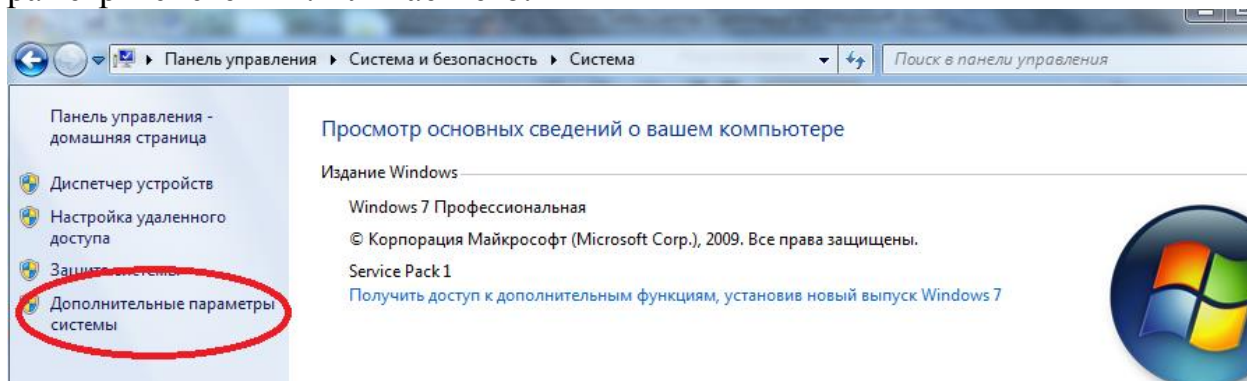 Панель управления ▸ Система и безопасность ▸ Система
Поиск в панели управления
Панель управления -
домашняя страница
Диспетчер устройств
Настройка удаленного
доступа
Защита системы
Дополнительные параметры
системы
Просмотр основных сведений о вашем компьютере
Издание Windows
Windows 7 Профессиональная
© Корпорация Майкрософт (Microsoft Corp.), 2009. Все права защищены.
Service Pack 1
Получить доступ к дополнительным функциям, установив новый выпуск Windows 7